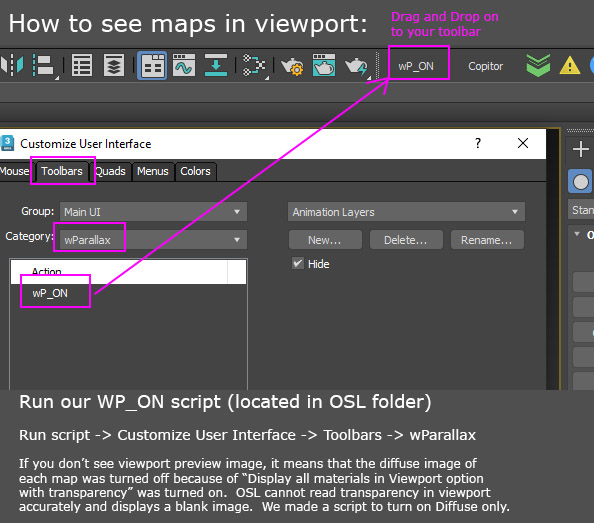 How to see maps in viewport:
Drag and Drop on
to your toolbar
wP_ON
Copitor
3
Customize User Interface
?
Mouse
Toolbars
Quads
Menus
Colors
Group:
Main UI
Animation Layers
Stan
Category:
wParallax
New...
Delete...
Rename...
Hide
Action
wP_ON
Run our WP_ON script (located in OSL folder)
Run script -> Customize User Interface -> Toolbars -> wParallax
If you don't see viewport preview image, it means that the diffuse image of
each map was turned off because of "Display all materials in Viewport option
with transparency" was turned on.  OSL cannot read transparency in viewport
accurately and displays a blank image.  We made a script to turn on Diffuse only.